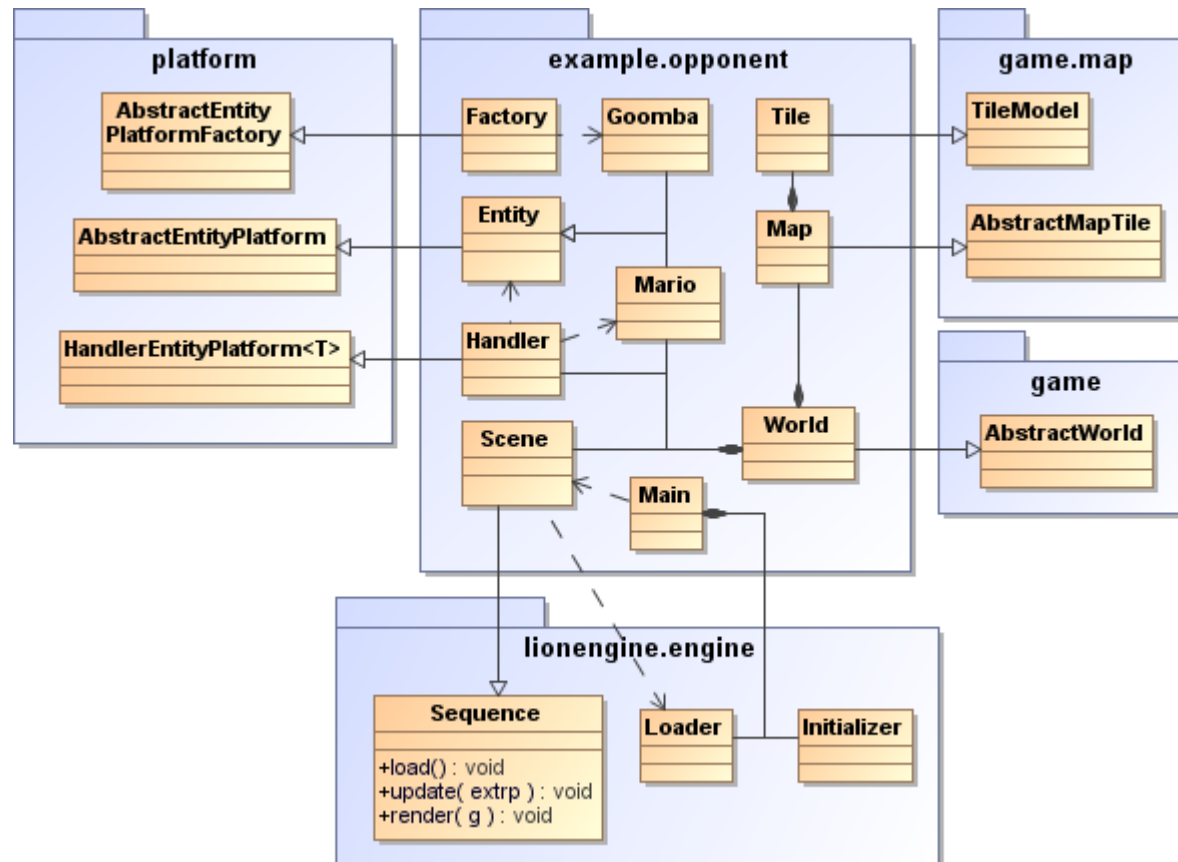 platform
AbstractEntity
PlatformFactory
AbstractEntityPlatform
HandlerEntityPlatform<T>
example.opponent
Factory
Goomba
Tile
Entity
Map
Mario
Handler
Scene
World
Main
game.map
TileModel
AbstractMapTile
game
AbstractWorld
lionengine.engine
Sequence
+load() : void
+update( extrp ) : void
+render( g ) : void
Loader
Initializer